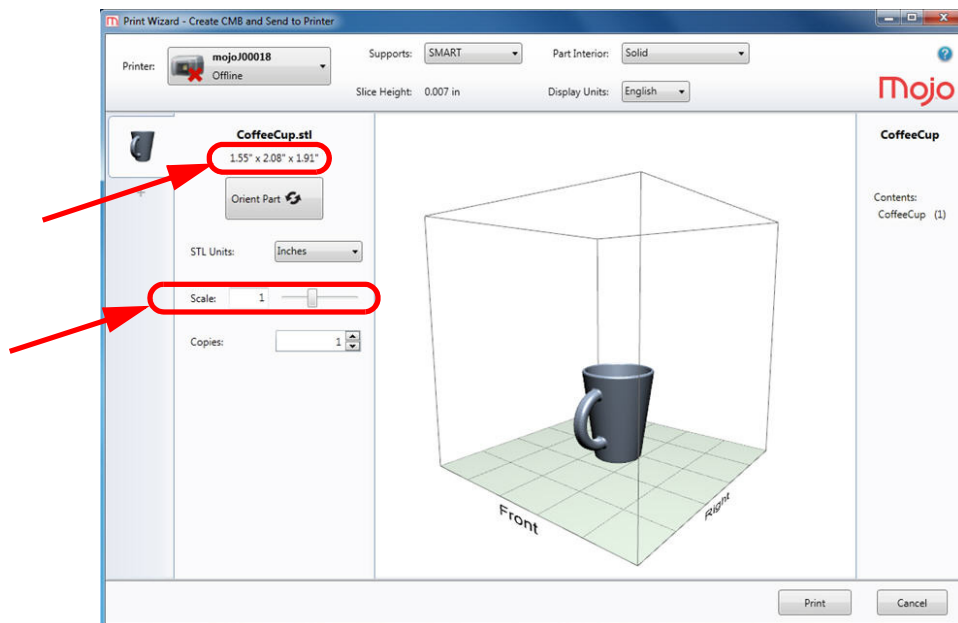 Print Wizard - Create CMB and Send to Printer
Printer:
mojoJ00018
Offline
Supports: SMART
Part Interior: Solid
Slice Height: 0.007 in
Display Units: English
mojo
CoffeeCup.stl
1.55" x 2.08" x 1.91"
Orient Part
STL Units: Inches
Scale: 1
Copies: 1
Front
Right
CoffeeCup
Contents:
CoffeeCup (1)
Print
Cancel